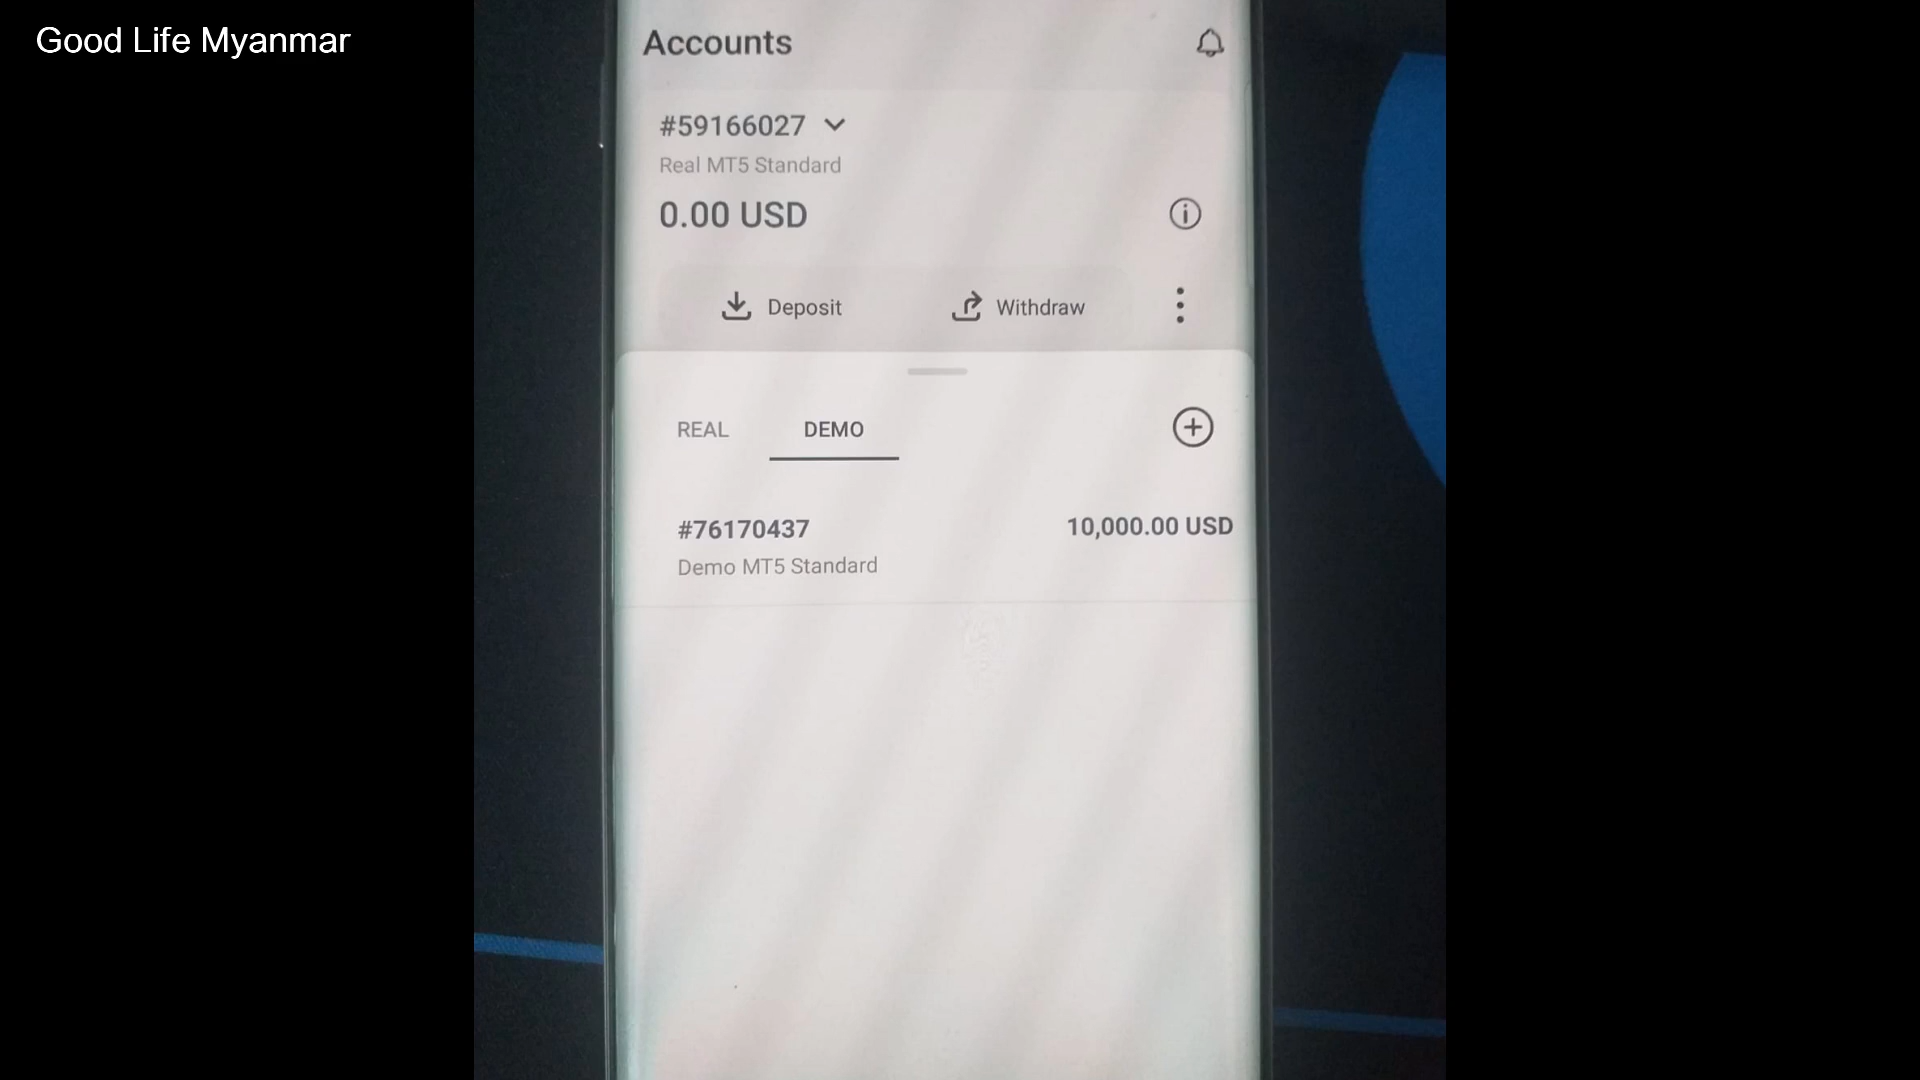 Good Life Myanmar
Accounts
#59166027
Real MT5 Standard
0.00 USD
Deposit
Withdraw
REAL
DEMO
#76170437
10,000.00 USD
Demo MT5 Standard